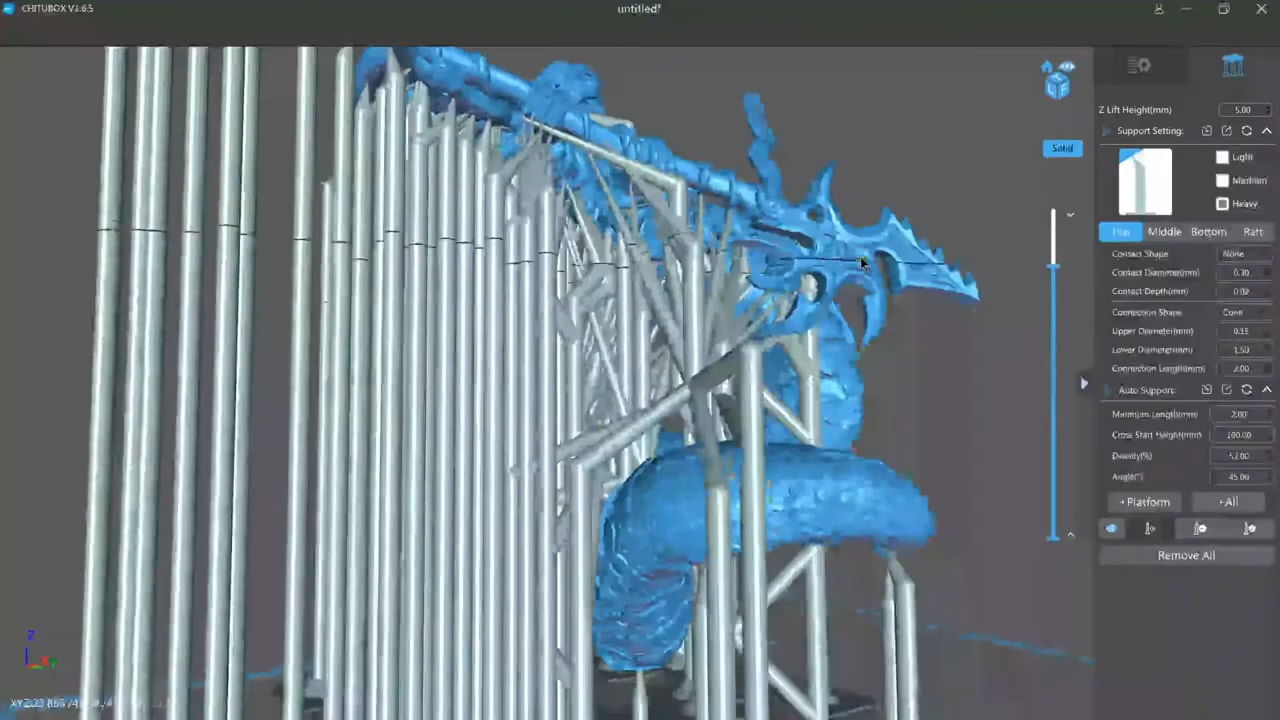 CHITUBOX V1.6.5
untitled*
Z Lift Height(mm) 5.00
Support Setting:
Light
Medium
Heavy
Top Middle Bottom Raft
Contact Shape None
Contact Diameter(mm) 0.30
Contact Depth(mm) 0.02
Connection Shape Cone
Upper Diameter(mm) 0.15
Lower Diameter(mm) 1.50
Connection Length(mm) 2.00
Auto Support:
Minimum Length(mm) 2.00
Cross Start Height(mm) 100.00
Density(%) 52.00
Angle(°) 45.00
+Platform +All
Remove All
Solid
Z